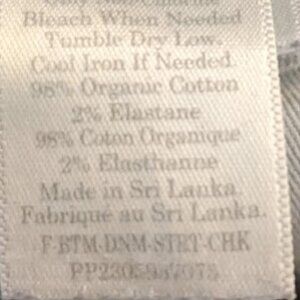 Bleach When Needed
Tumble Dry Low.
Cool Iron If Needed.
98% Organic Cotton
2% Elastane
98% Coton Organique
2% Elasthanne
Made in Sri Lanka.
Fabriqué au Sri Lanka.
F-BTM-DNM-STRT-CHK